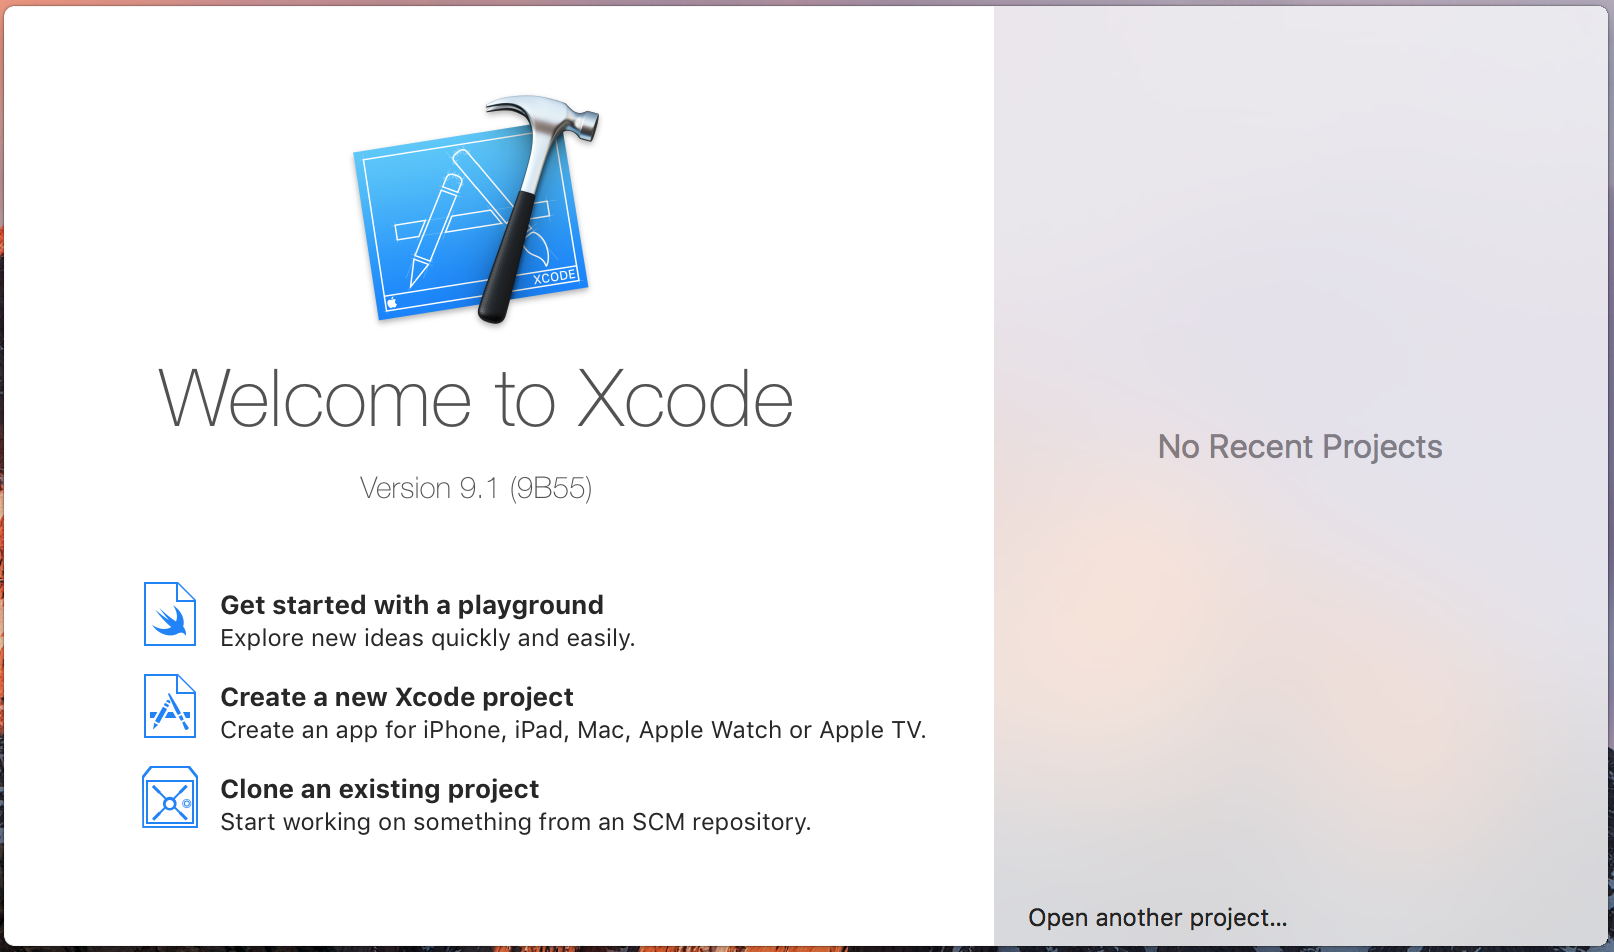 XCODE
Welcome to Xcode
Version 9.1 (9B55)
Get started with a playground
Explore new ideas quickly and easily.
Create a new Xcode project
Create an app for iPhone, iPad, Mac, Apple Watch or Apple TV.
Clone an existing project
Start working on something from an SCM repository.
No Recent Projects
Open another project...